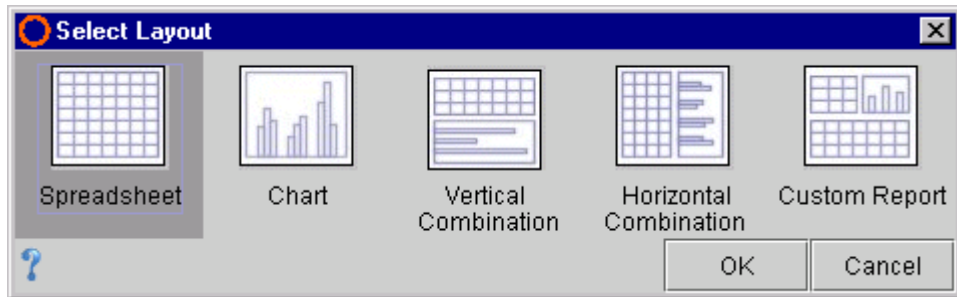 Select Layout
Spreadsheet
Chart
Vertical
Combination
Horizontal
Combination
Custom Report
OK
Cancel